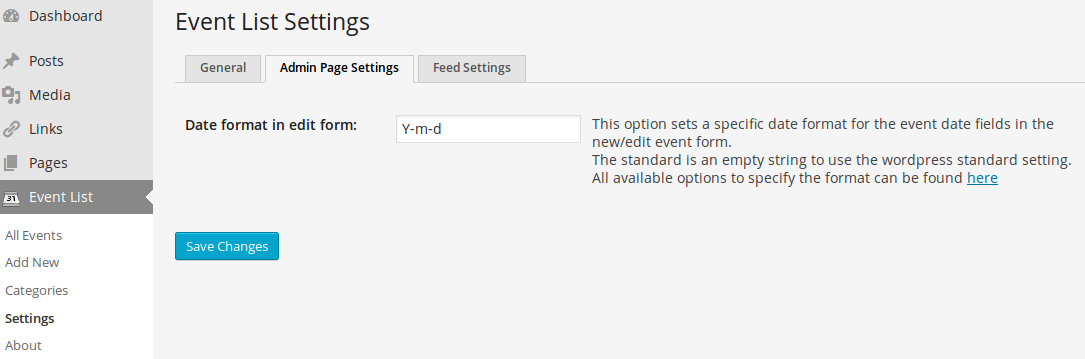 Dashboard
Posts
Media
Links
Pages
31
Event List
All Events
Add New
Categories
Settings
About
Event List Settings
General
Admin Page Settings
Feed Settings
Date format in edit form:
Y-m-d
This option sets a specific date format for the event date fields in the
new/edit event form.
The standard is an empty string to use the wordpress standard setting.
All available options to specify the format can be found here
Save Changes